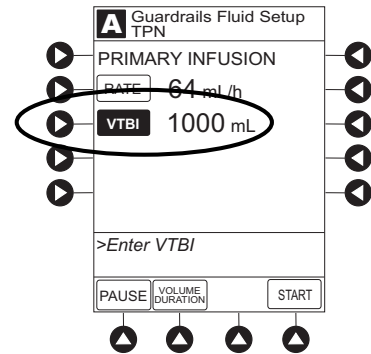 A Guardrails Fluid Setup
TPN
PRIMARY INFUSION
RATE 64 mL/h
VTBI 1000 mL
>Enter VTBI
PAUSE VOLUME DURATION START